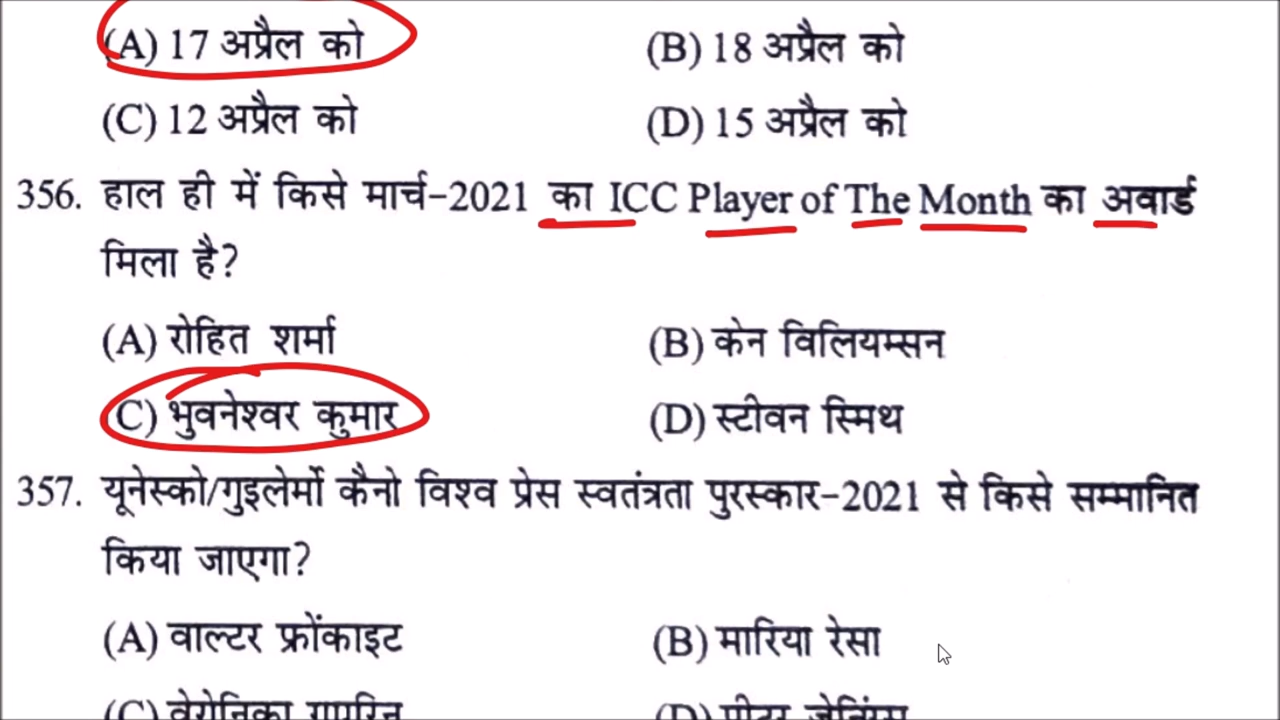 (A) 17 अप्रैल को (B) 18 अप्रैल को
(C) 12 अप्रैल को (D) 15 अप्रैल को
356. हाल ही में किसे मार्च-2021 का ICC Player of The Month का अवार्ड
मिला है?
(A) रोहित शर्मा (B) केन विलियम्सन
(C) भुवनेश्वर कुमार (D) स्टीवन स्मिथ
357. यूनेस्को/गुइलेर्मो कैनो विश्व प्रेस स्वतंत्रता पुरस्कार-2021 से किसे सम्मानित
किया जाएगा?
(A) वाल्टर फ्रोंकाइट (B) मारिया रेसा
(C) (D)